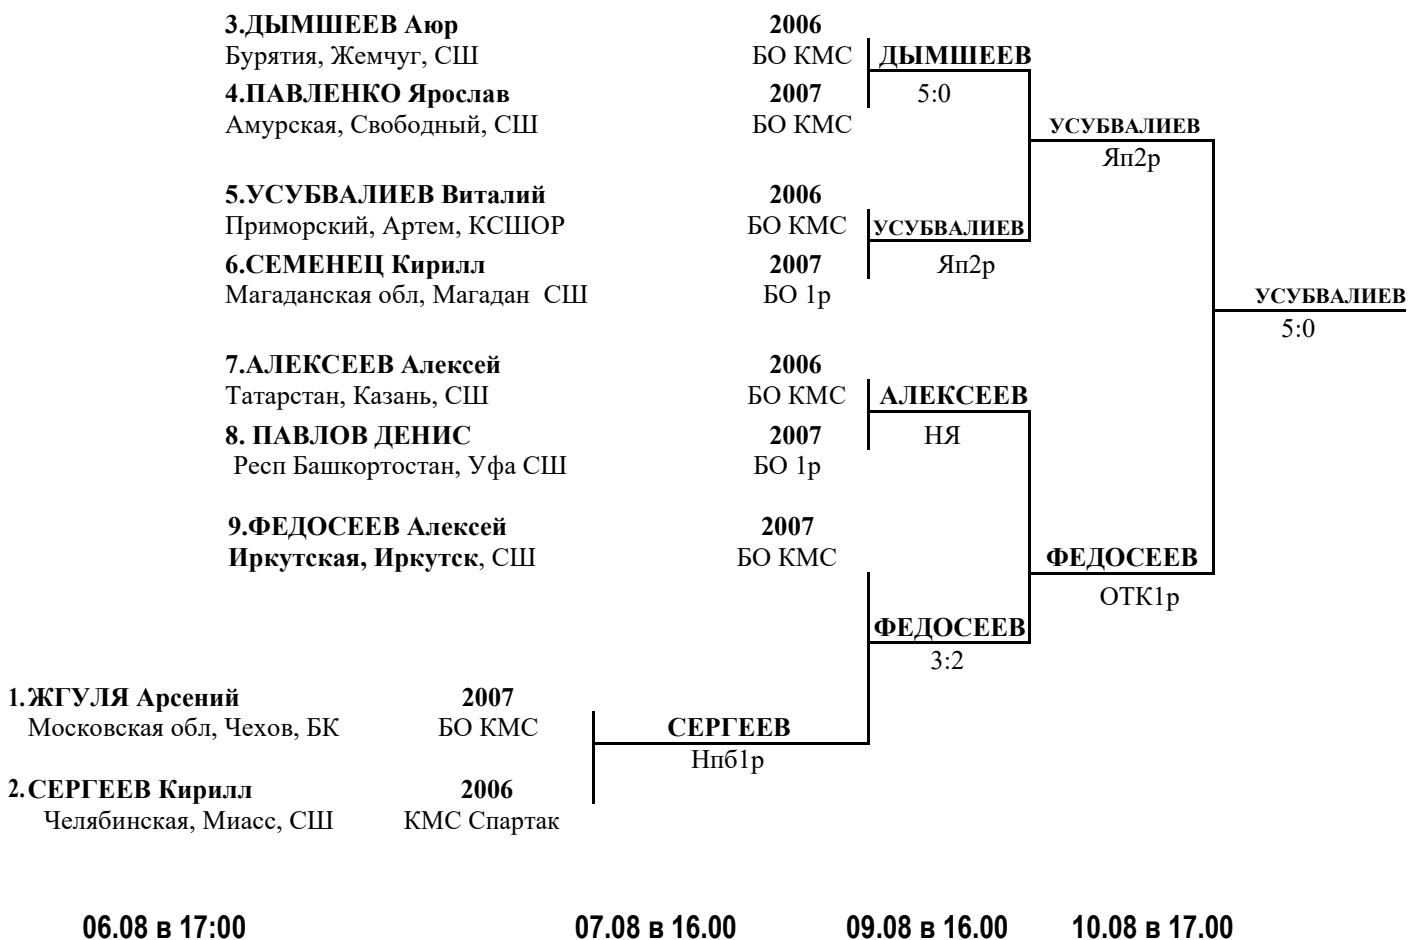 3.ДЫМШЕЕВ Аюр 2006
Бурятия, Жемчуг, СШ БО КМС ДЫМШЕЕВ
4.ПАВЛЕНКО Ярослав 2007 5:0
Амурская, Свободный, СШ БО КМС УСУБВАЛИЕВ
Яп2р
5.УСУБВАЛИЕВ Виталий 2006
Приморский, Артем, КСШОР БО КМС УСУБВАЛИЕВ
6.СЕМЕНЕЦ Кирилл 2007 Яп2р
Магаданская обл, Магадан  СШ БО 1р УСУБВАЛИЕВ
5:0
7.АЛЕКСЕЕВ Алексей 2006
Татарстан, Казань, СШ БО КМС АЛЕКСЕЕВ
8. ПАВЛОВ ДЕНИС 2007 НЯ
Респ Башкортостан, Уфа СШ БО 1р
9.ФЕДОСЕЕВ Алексей 2007
Иркутская, Иркутск, СШ БО КМС ФЕДОСЕЕВ
ОТК1р
ФЕДОСЕЕВ
3:2
1.ЖГУЛЯ Арсений 2007
Московская обл, Чехов, БК БО КМС СЕРГЕЕВ
Нпб1р
2.СЕРГЕЕВ Кирилл 2006
Челябинская, Миасс, СШ КМС Спартак
06.08 в 17:00 07.08 в 16.00 09.08 в 16.00 10.08 в 17.00